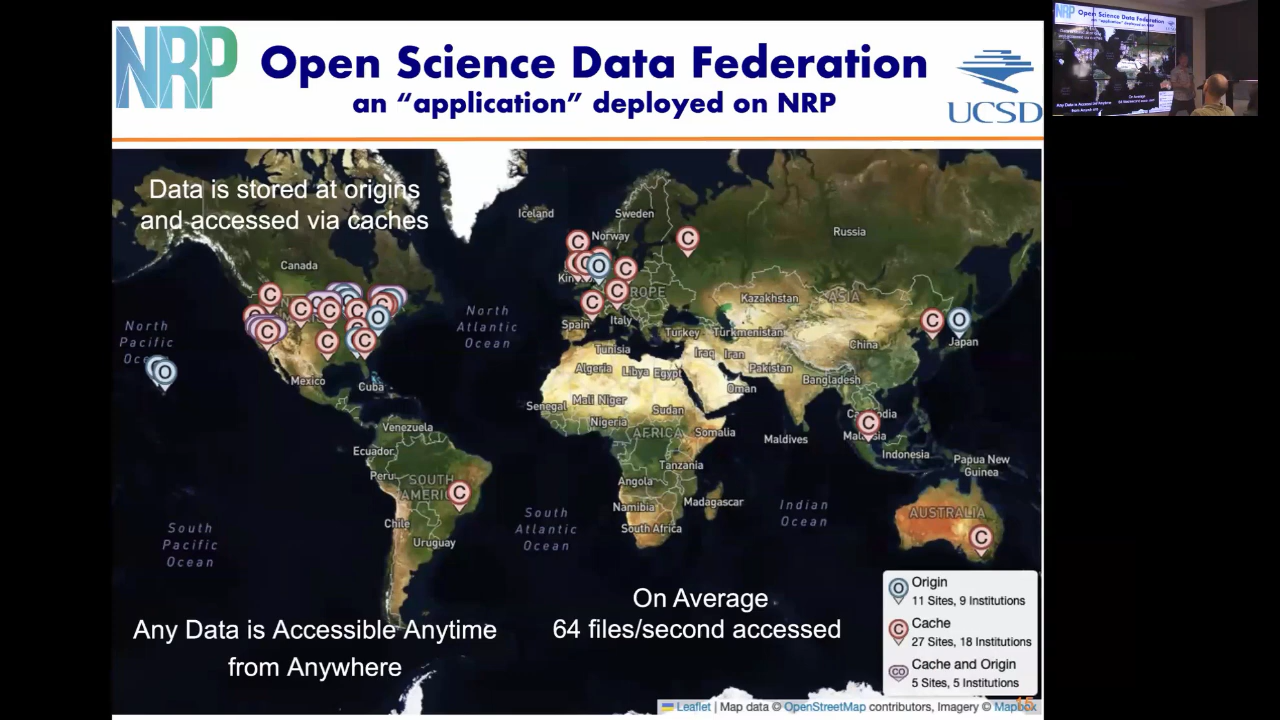 NRP
Open Science Data Federation
an “application” deployed on NRP
UCSD
Data is stored at origins
and accessed via caches
Iceland
Sweden
Norway
Russia
Canada
EUROPE
Kazakhstan
ASIA
North
Pacific
North
Atlantic
Ocean
Spain
Italy
Turkey
Turkmenistan
Japan
China
Tunisia
Iraq
Iran
Algeria
Libya
Egypt
Pakistan
Mexico
Cuba
Oman
Bangladesh
Senegal
Mali
Niger
Sudan
Nigeria
AFRICA
Somalia
Maldives
Malaysia
Venezuela
Ecuador
Indonesia
Papua New
Guinea
Peru
SOUTH
AMERICA
Tanzania
Angola
Namibia
Madagascar
Indian
Ocean
AUSTRALIA
Chile
South
Pacific
Ocean
South
Atlantic
Ocean
South Africa
Uruguay
Any Data is Accessible Anytime
from Anywhere
On Average
64 files/second accessed
O Origin
11 Sites, 9 Institutions
C Cache
27 Sites, 18 Institutions
CO Cache and Origin
5 Sites, 5 Institutions
Leaflet | Map data © OpenStreetMap contributors, Imagery © Mapbox
15